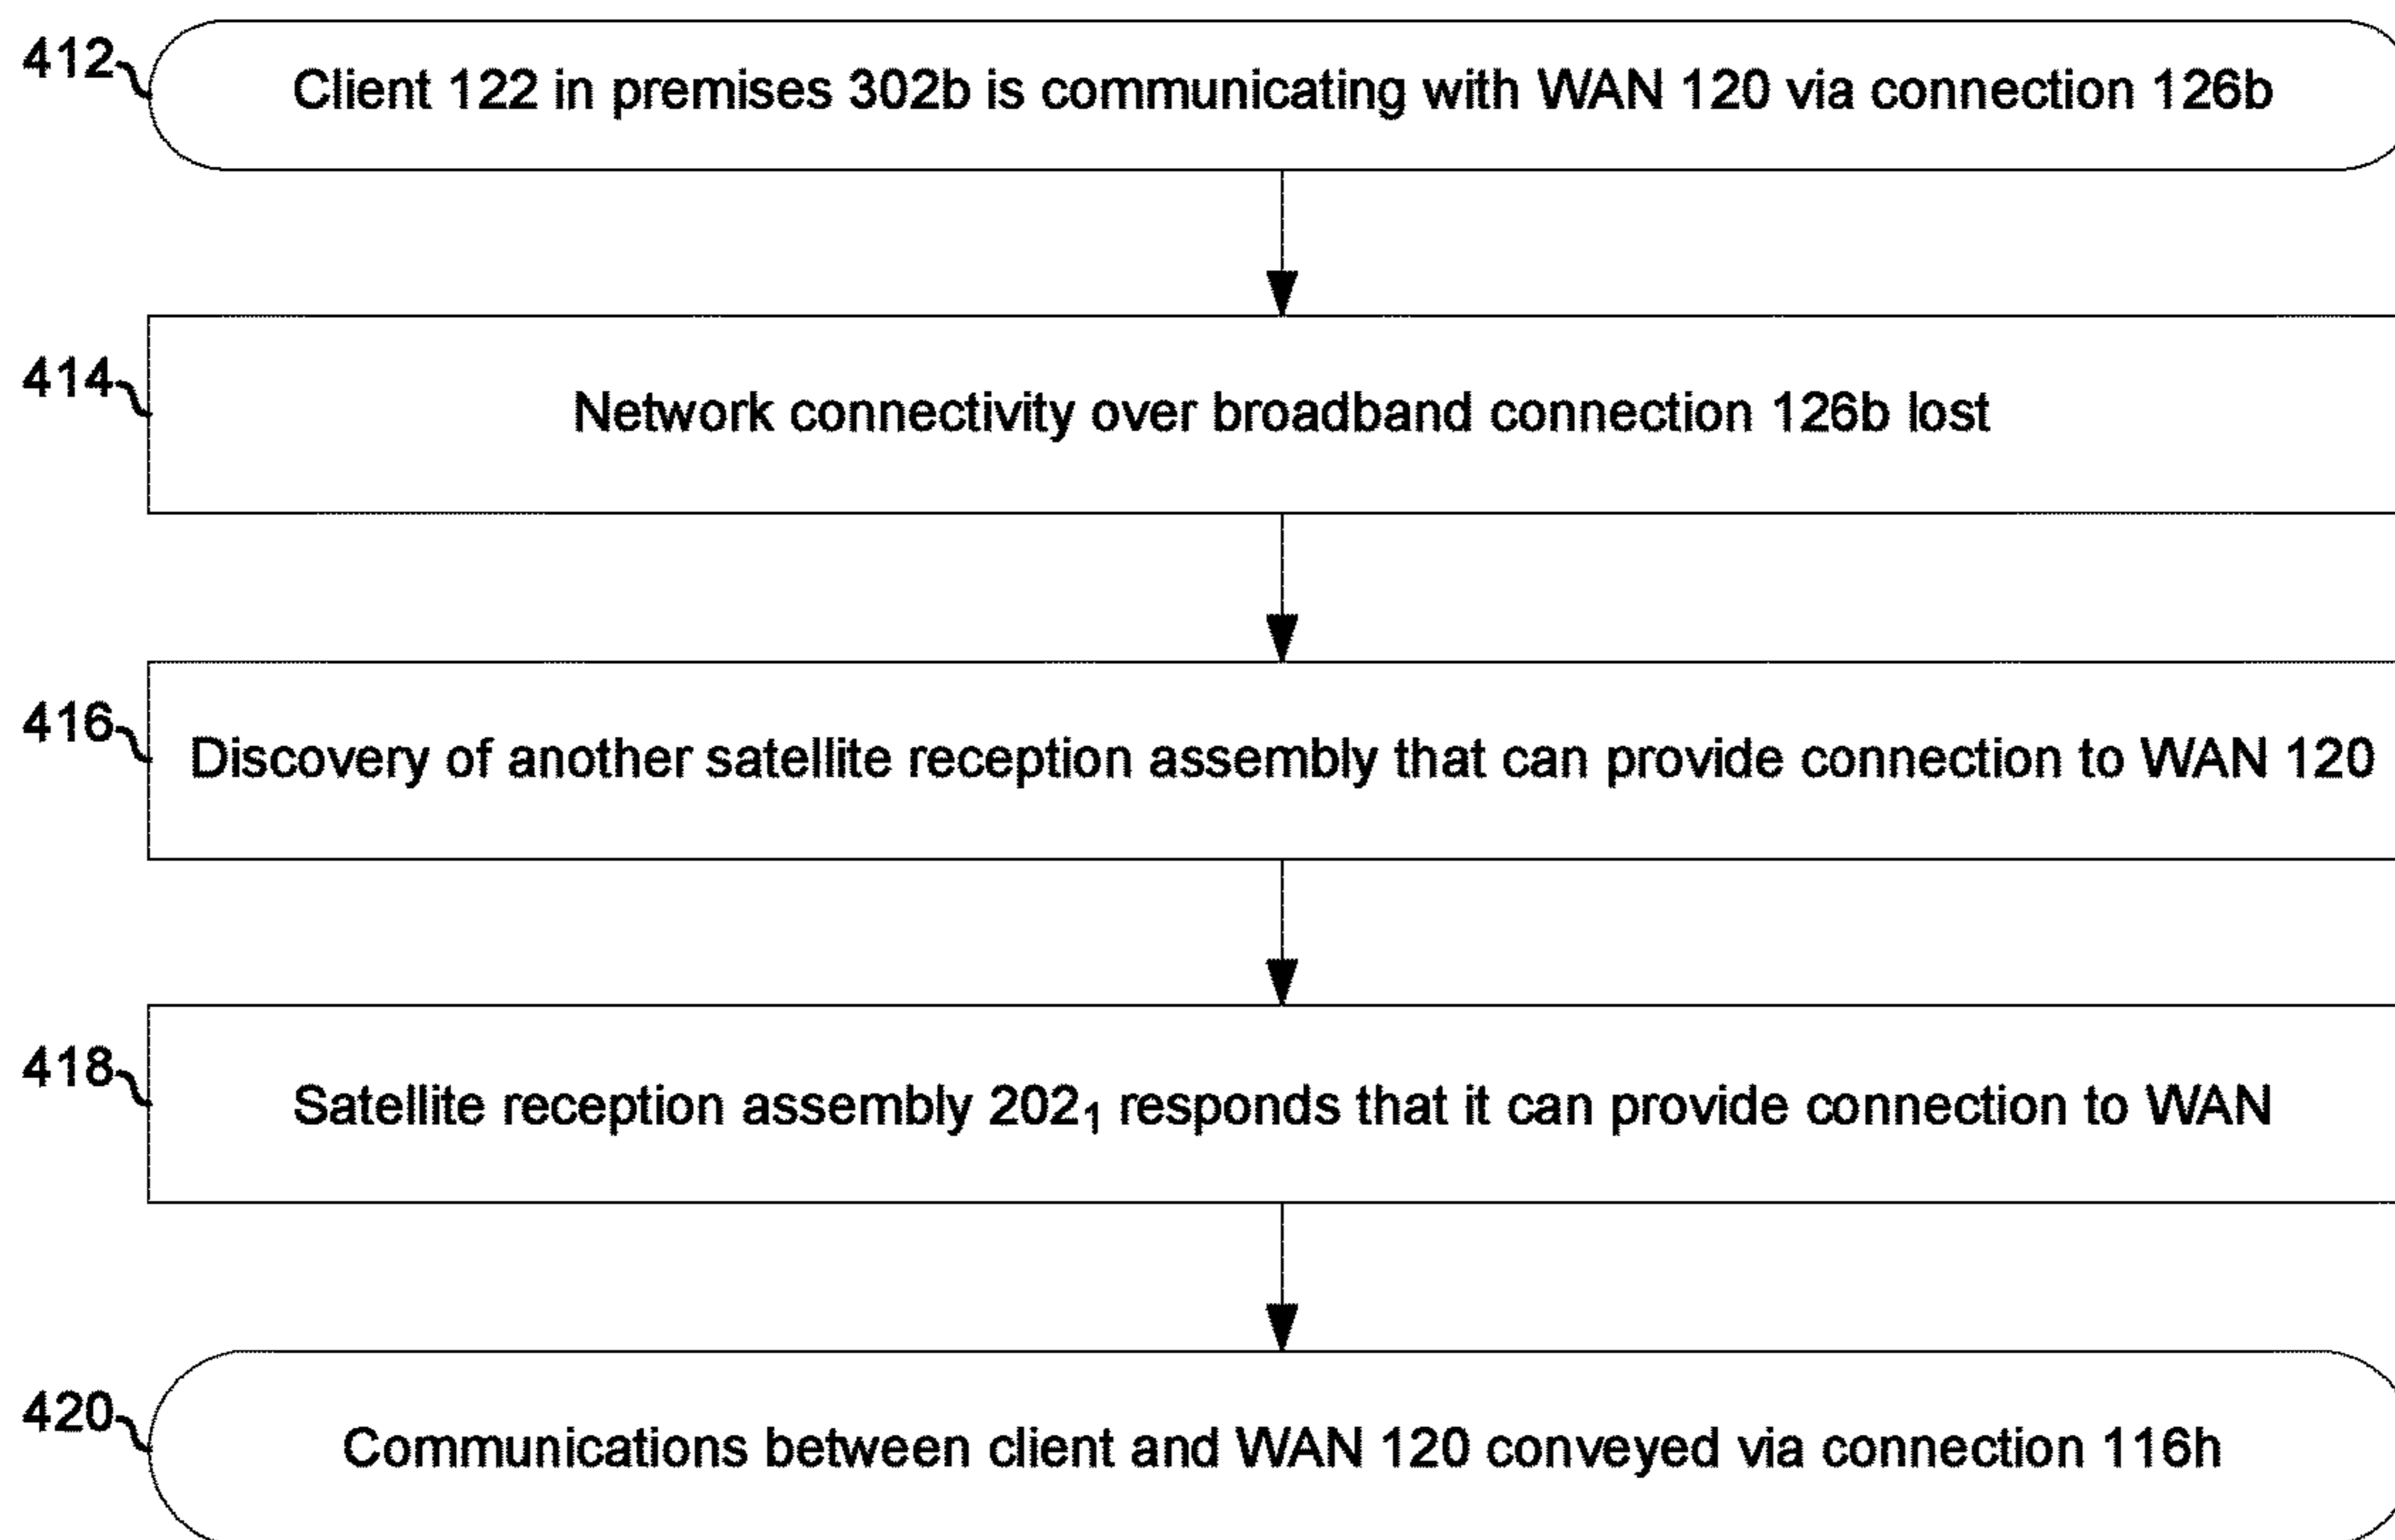 412
Client 122 in premises 302b is communicating with WAN 120 via connection 126b
414
Network connectivity over broadband connection 126b lost
416
Discovery of another satellite reception assembly that can provide connection to WAN 120
418
Satellite reception assembly 202₁ responds that it can provide connection to WAN
420
Communications between client and WAN 120 conveyed via connection 116h